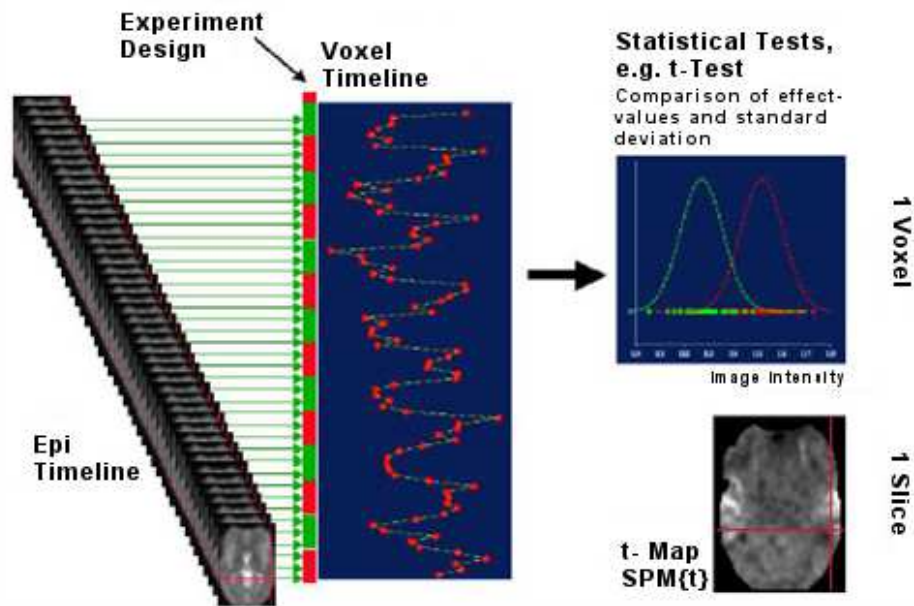 Experiment
Design
Voxel
Timeline
Statistical Tests,
e.g. t-Test
Comparison of effect-
values and standard
deviation
1 Voxel
Image Intensity
Epi
Timeline
1 Slice
t- Map
SPM{t}